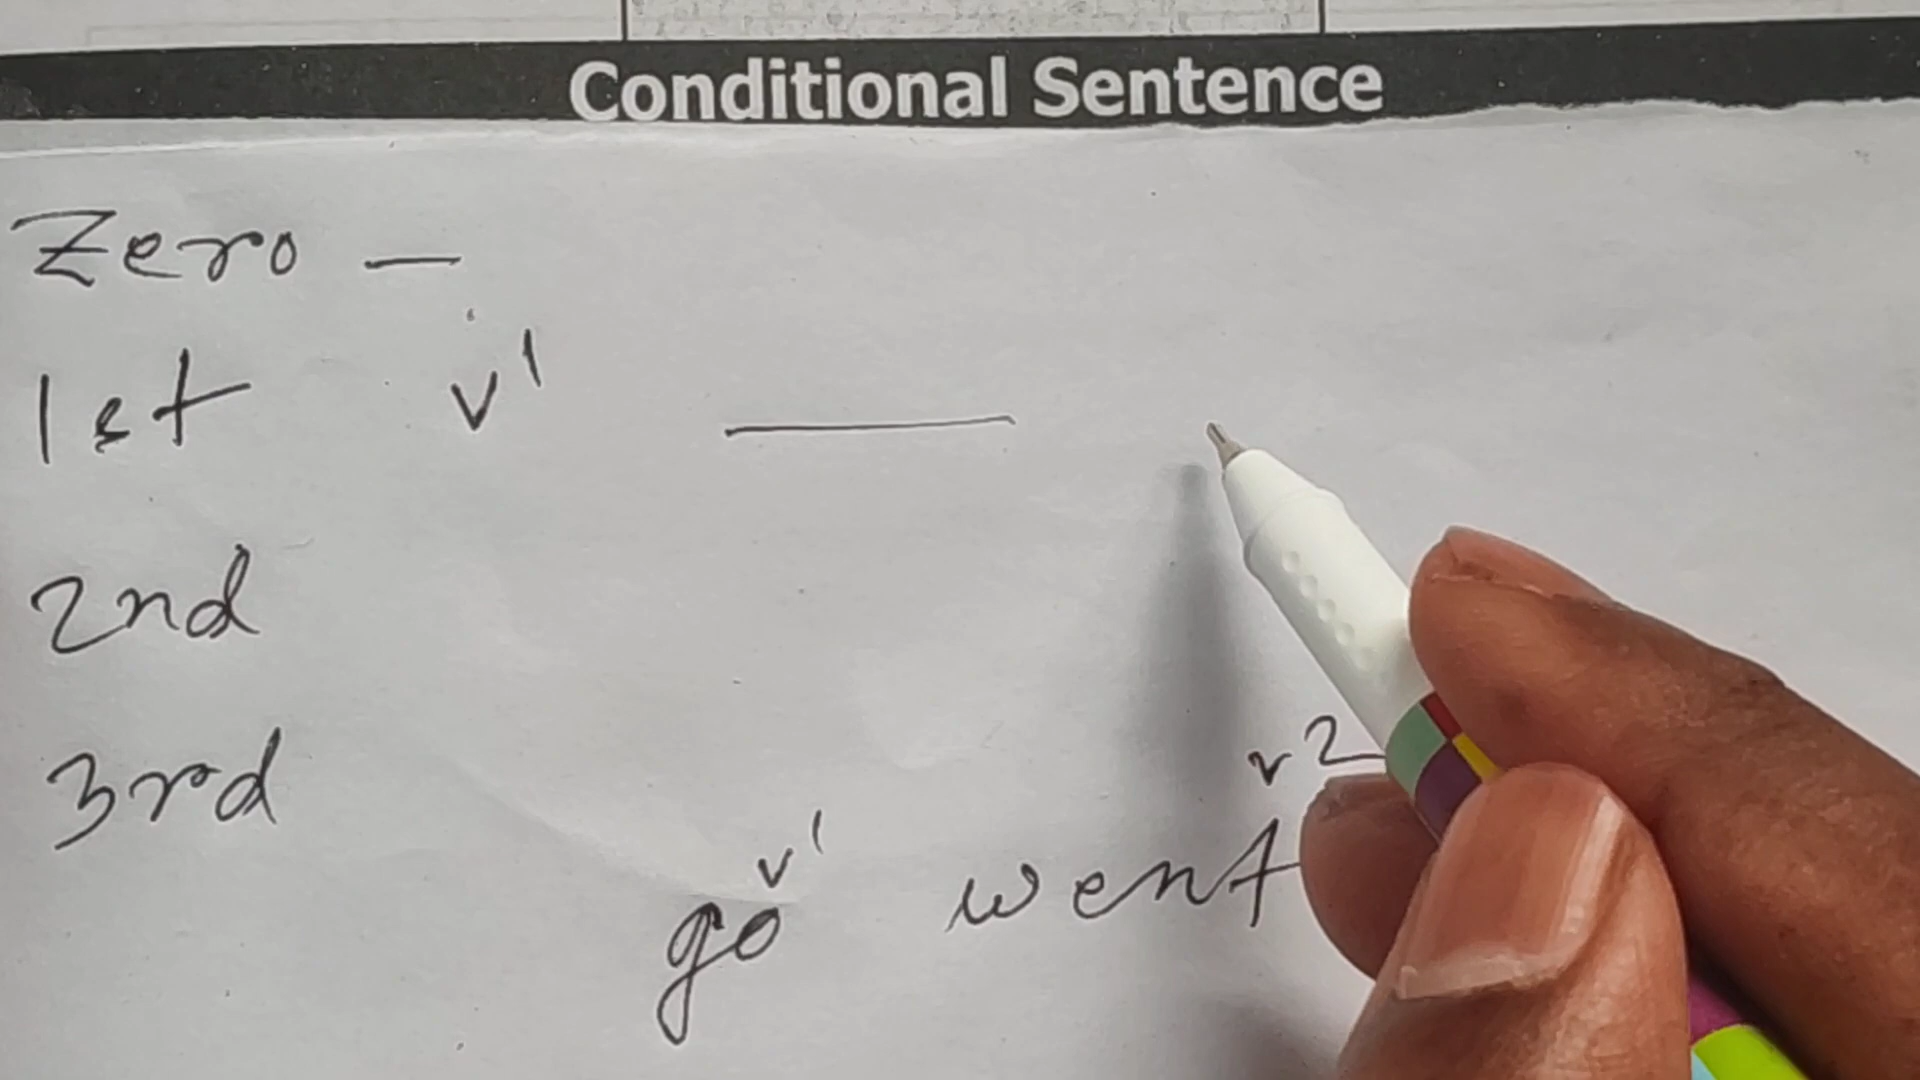 Conditional Sentence
Zero —
1st v1 —
2nd
3rd
v1 v2
go went